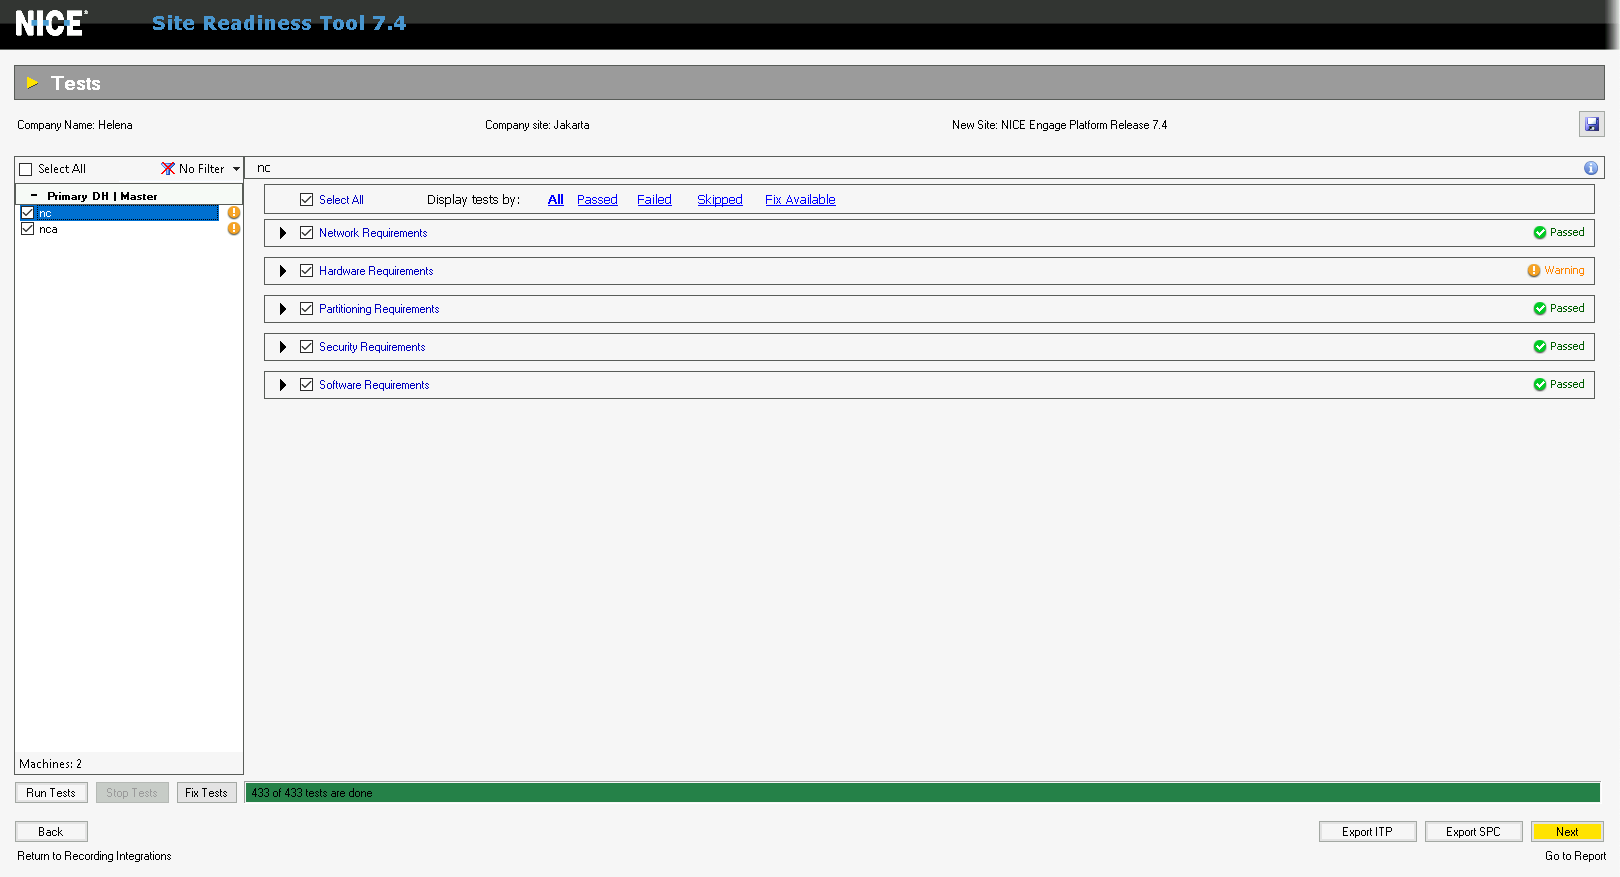 NICE® Site Readiness Tool 7.4
Tests
Company Name: Helena Company site: Jakarta New Site: NICE Engage Platform Release 7.4
Select All No Filter nc
Select All Display tests by: All Passed Failed Skipped Fix Available
Primary DH | Master
nc
nca
Network Requirements Passed
Hardware Requirements Warning
Partitioning Requirements Passed
Security Requirements Passed
Software Requirements Passed
Machines: 2
Run Tests Stop Tests Fix Tests 433 of 433 tests are done
Back Export ITP Export SPC Next
Return to Recording Integrations Go to Report